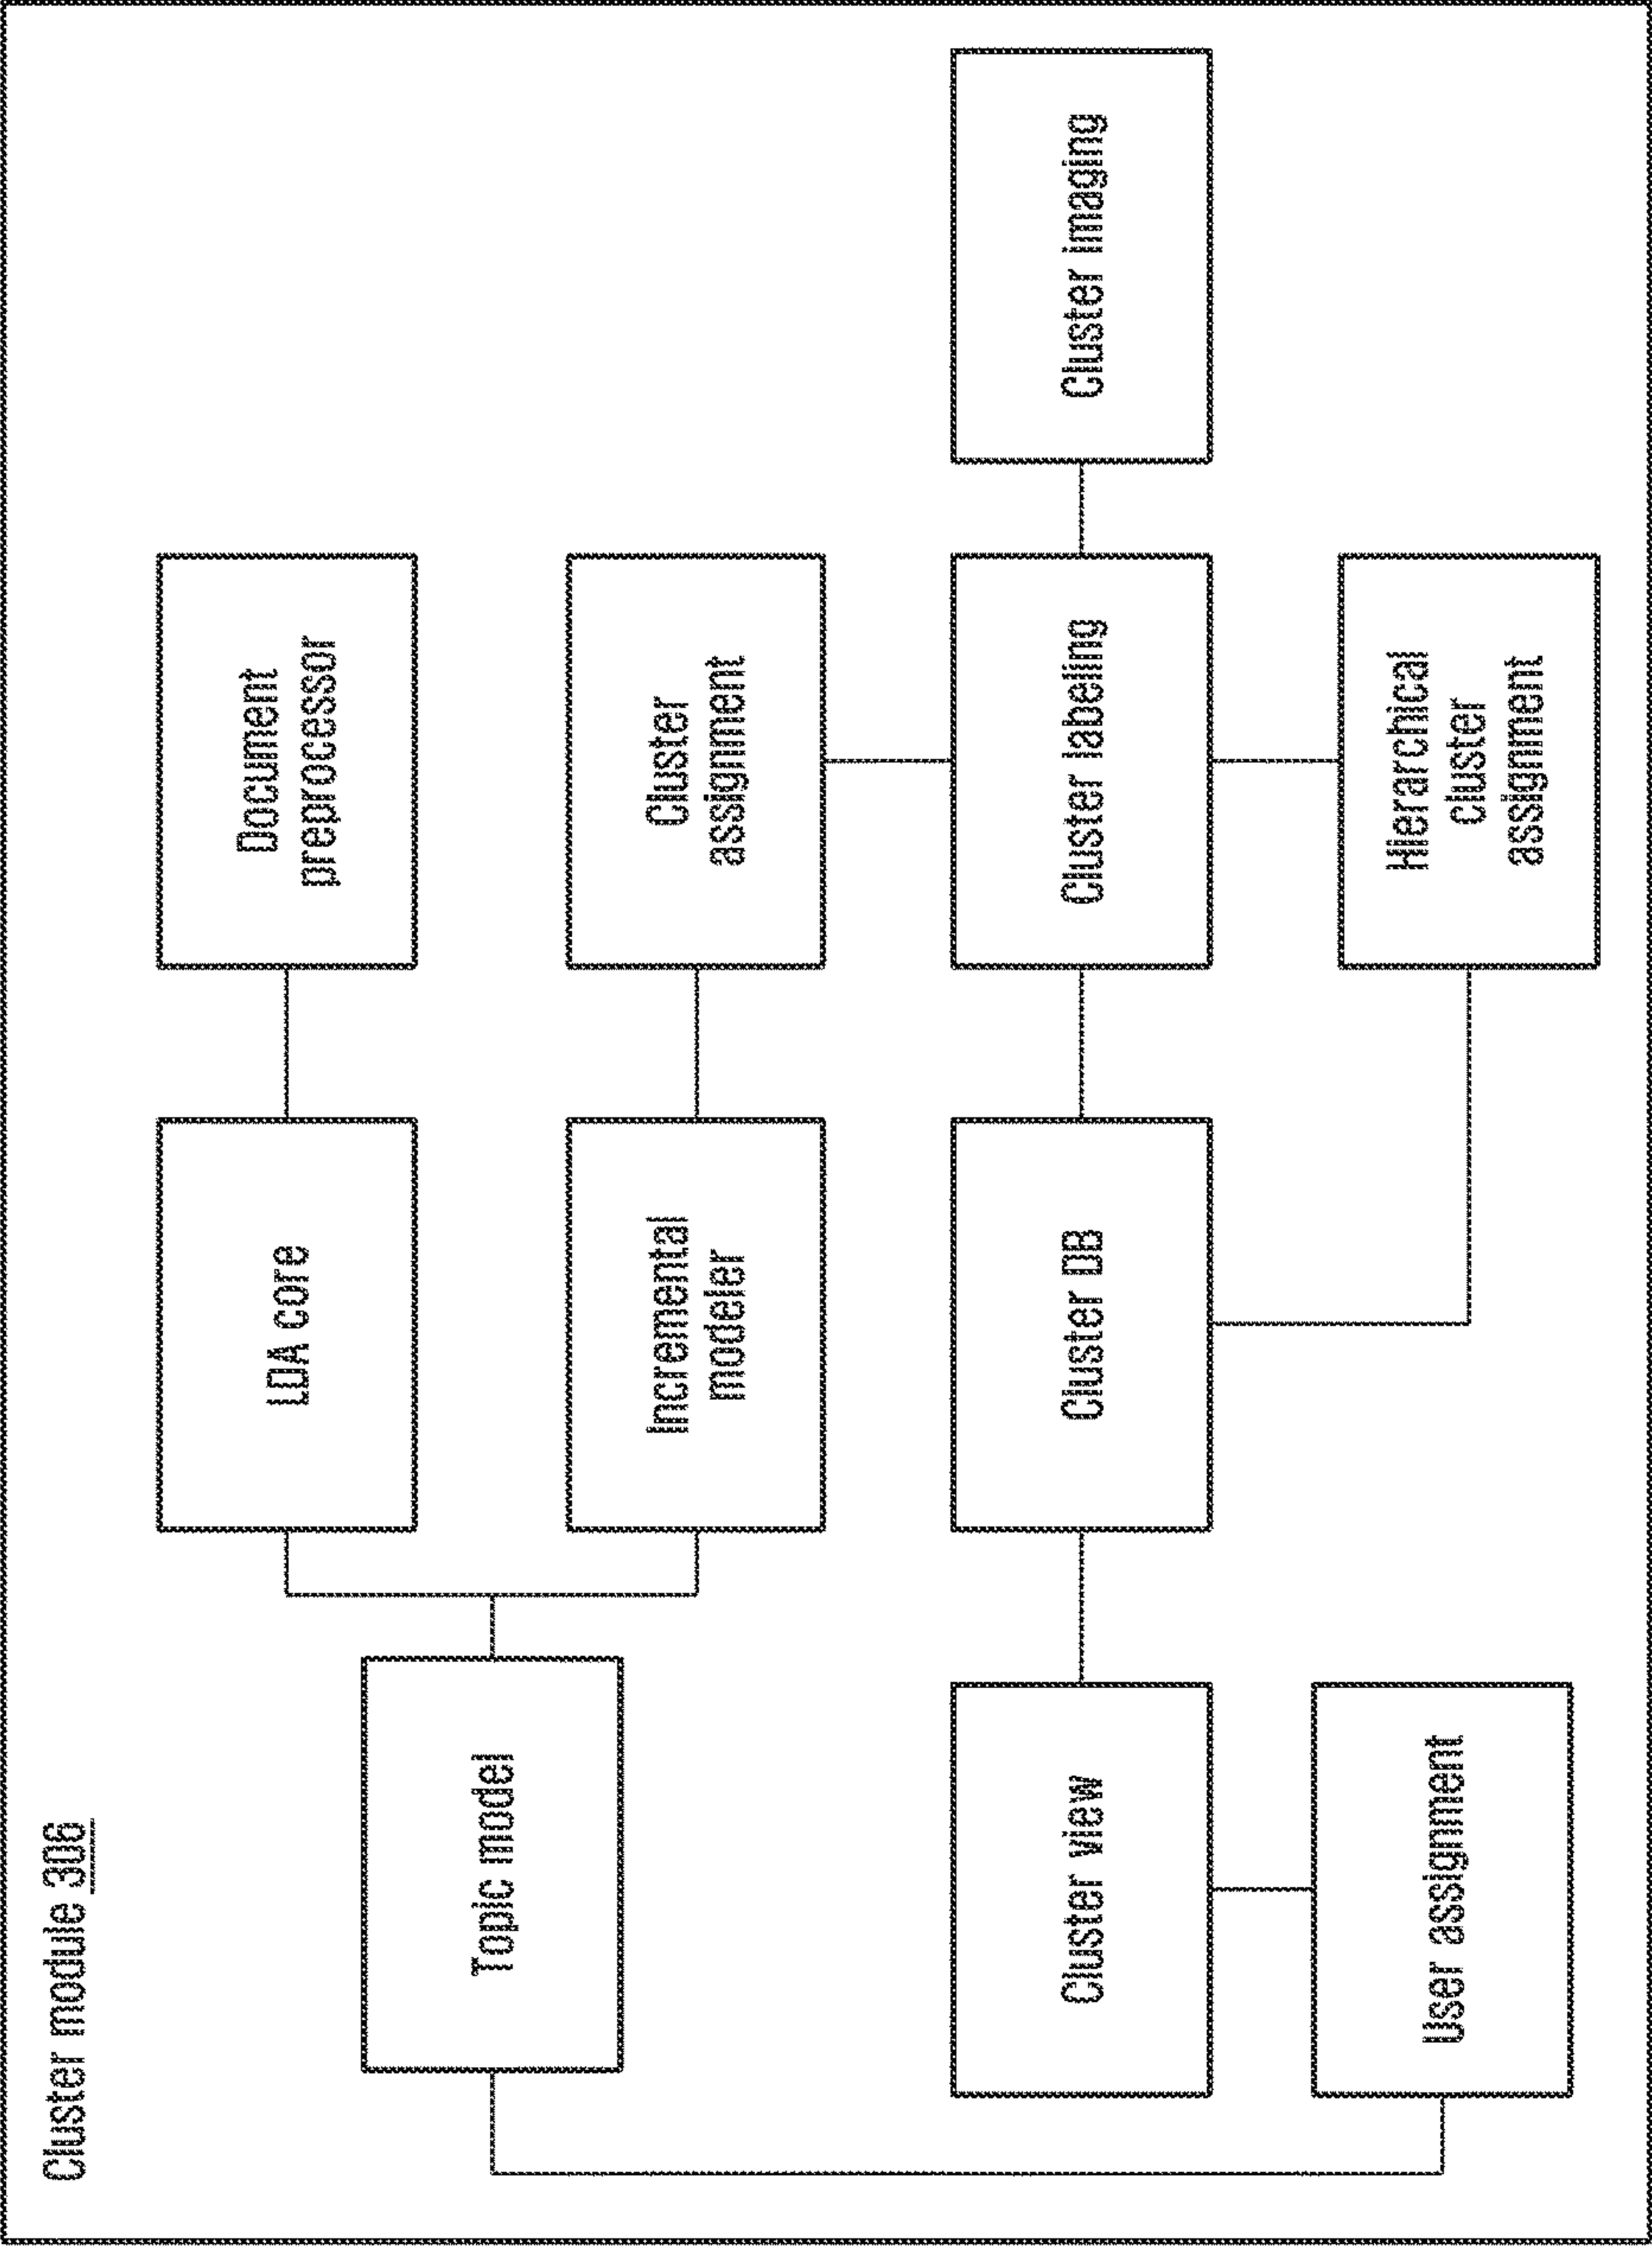 Cluster module 306
LDA core
Document
preprocessor
Topic model
Incremental
modeler
Cluster
assignment
Cluster view
Cluster DB
Cluster labeling
Cluster imaging
User assignment
Hierarchical
cluster
assignment